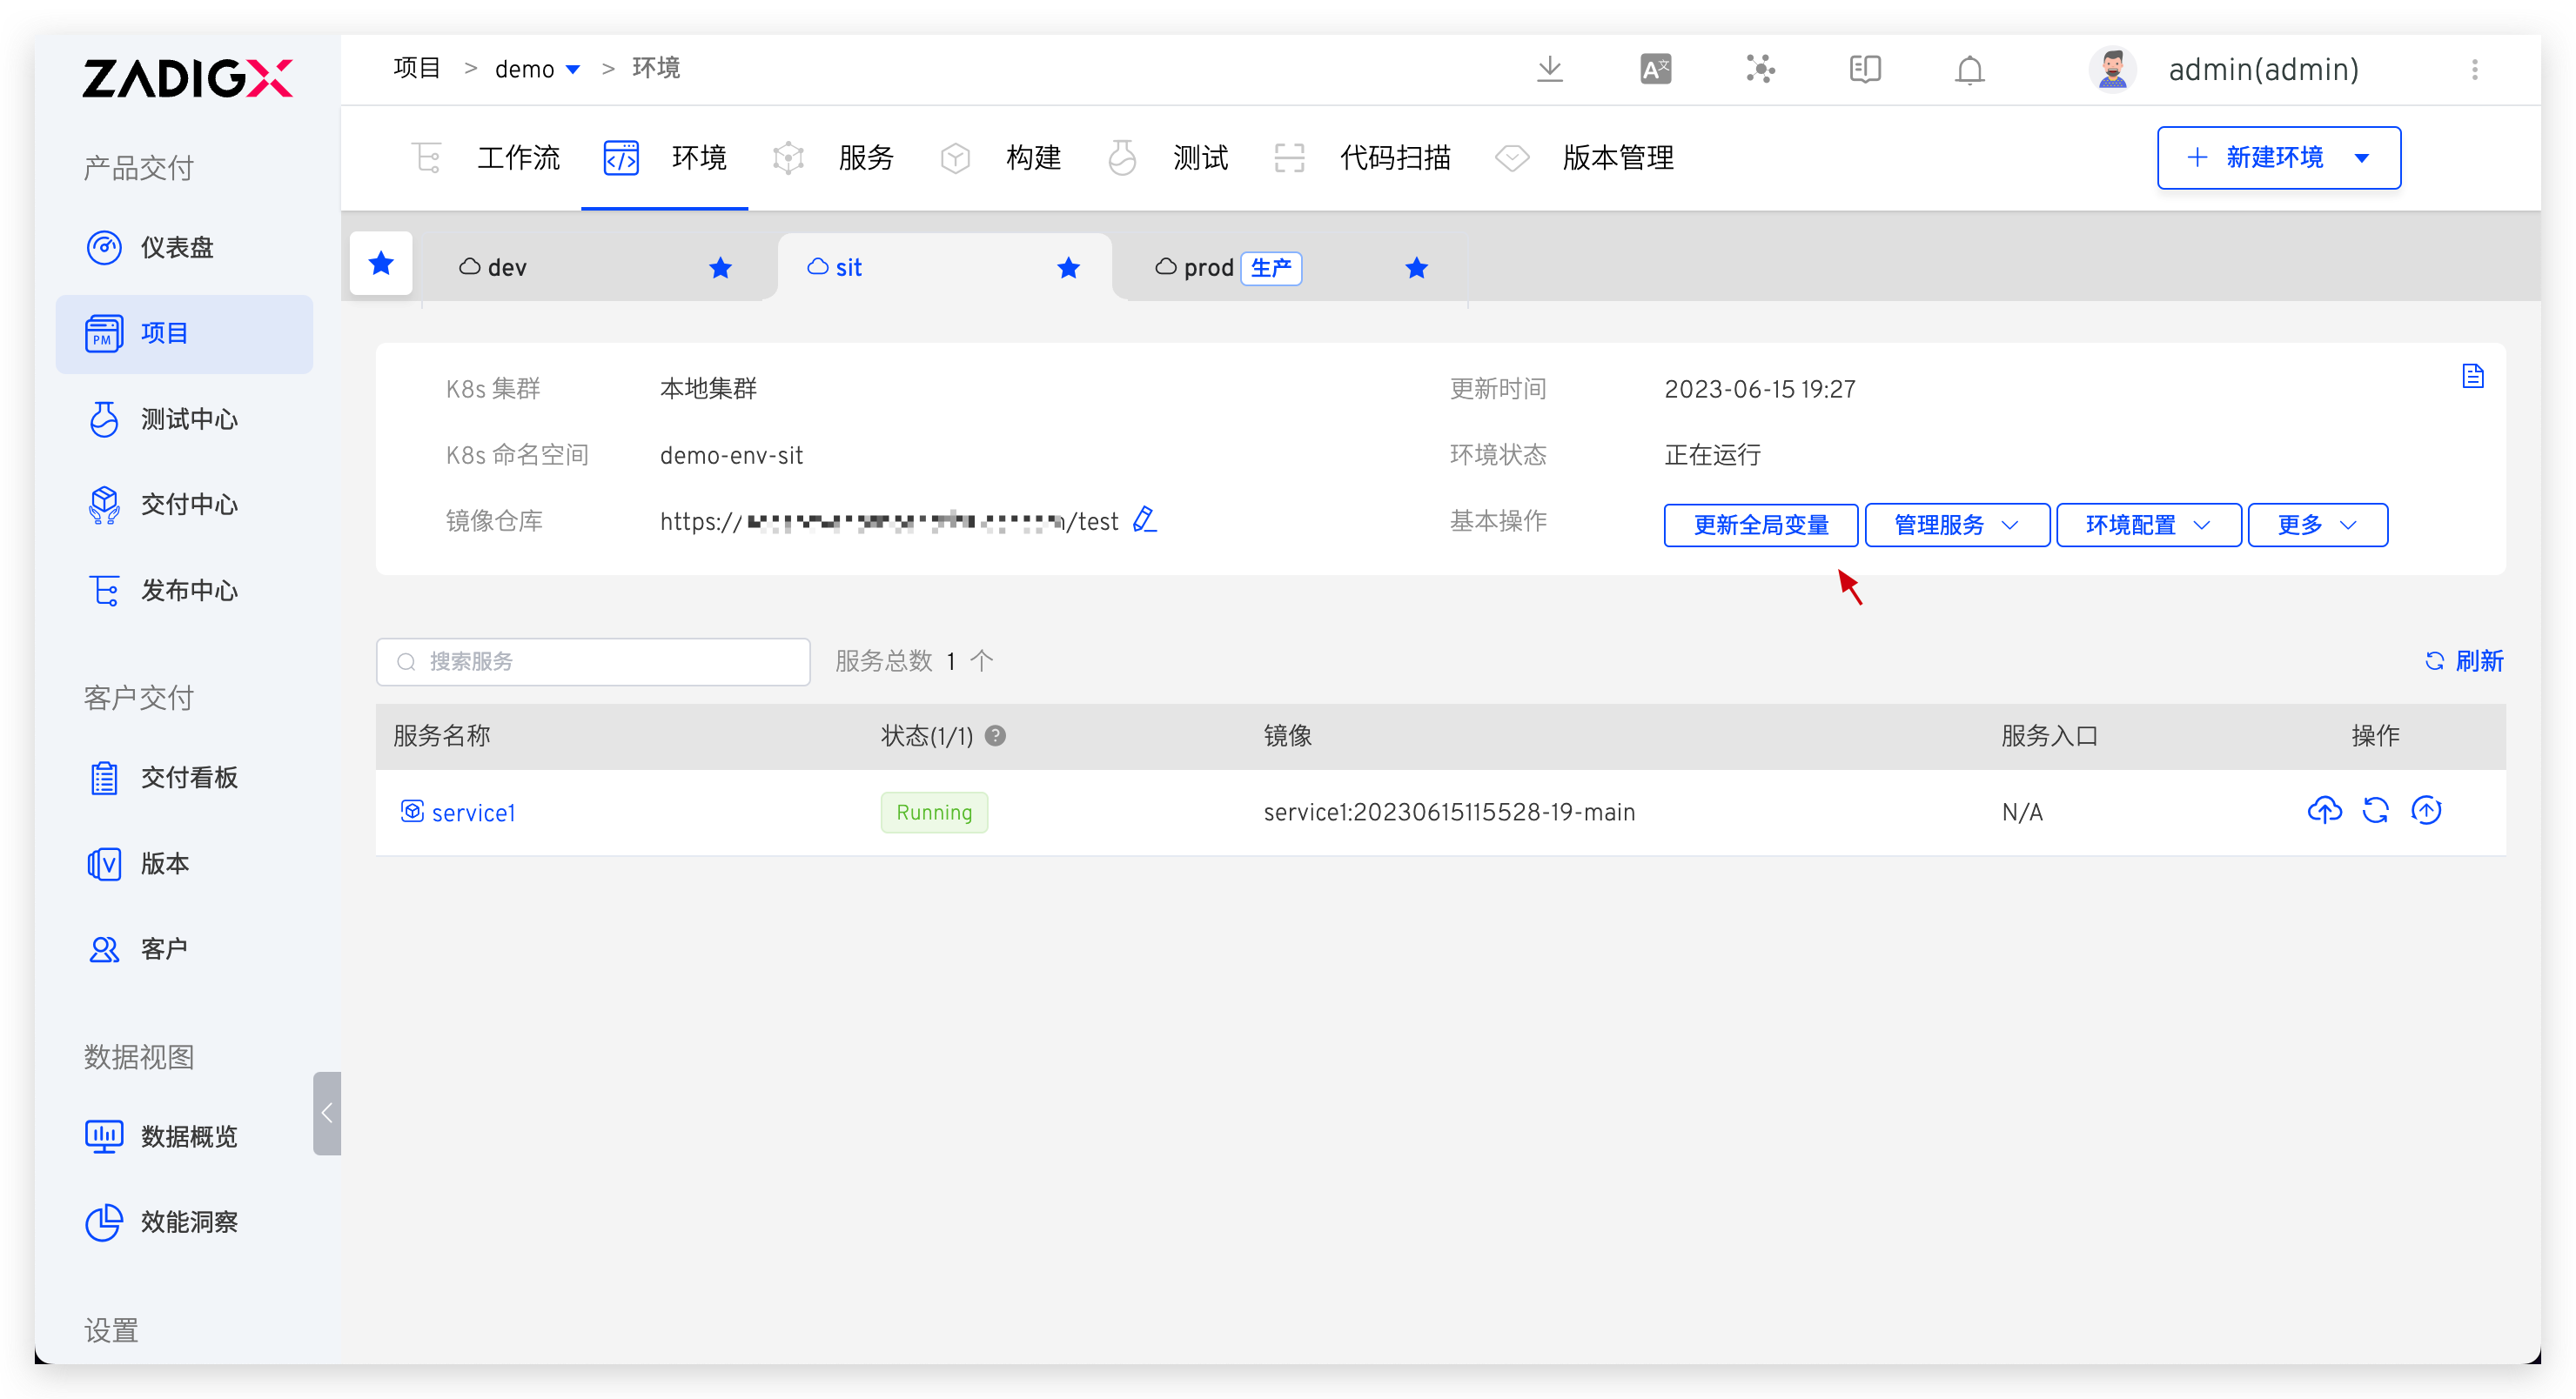 ZADIGX
产品交付
仪表盘
PM 项目
测试中心
交付中心
发布中心
客户交付
交付看板
V 版本
客户
数据视图
数据概览
效能洞察
设置
项目 > demo > 环境
A文 admin(admin)
工作流 环境 服务 构建 测试 代码扫描 版本管理 + 新建环境
dev sit prod 生产
K8s 集群 本地集群 更新时间 2023-06-15 19:27
K8s 命名空间 demo-env-sit 环境状态 正在运行
镜像仓库 https:// /test 基本操作 更新全局变量 管理服务 环境配置 更多
搜索服务 服务总数 1 个 刷新
服务名称 状态(1/1) ? 镜像 服务入口 操作
service1 Running service1:20230615115528-19-main N/A